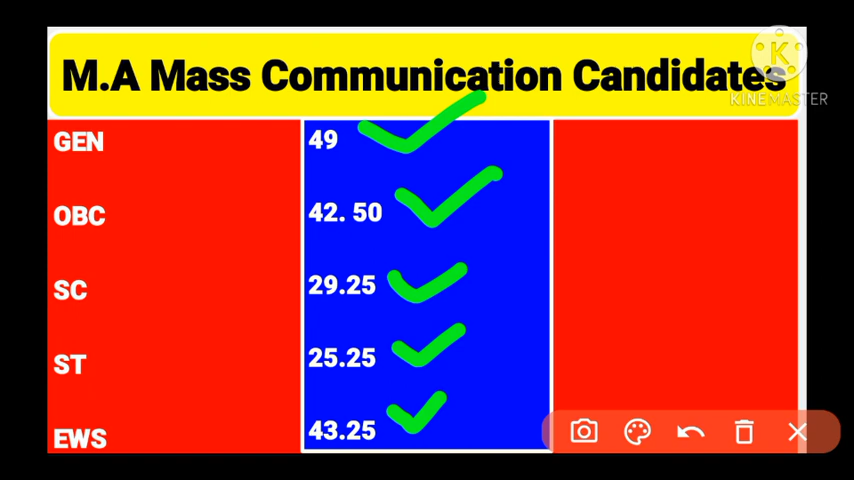 M.A Mass Communication Candidates
K
KINEMASTER
GEN 49
OBC 42. 50
SC 29.25
ST 25.25
EWS 43.25